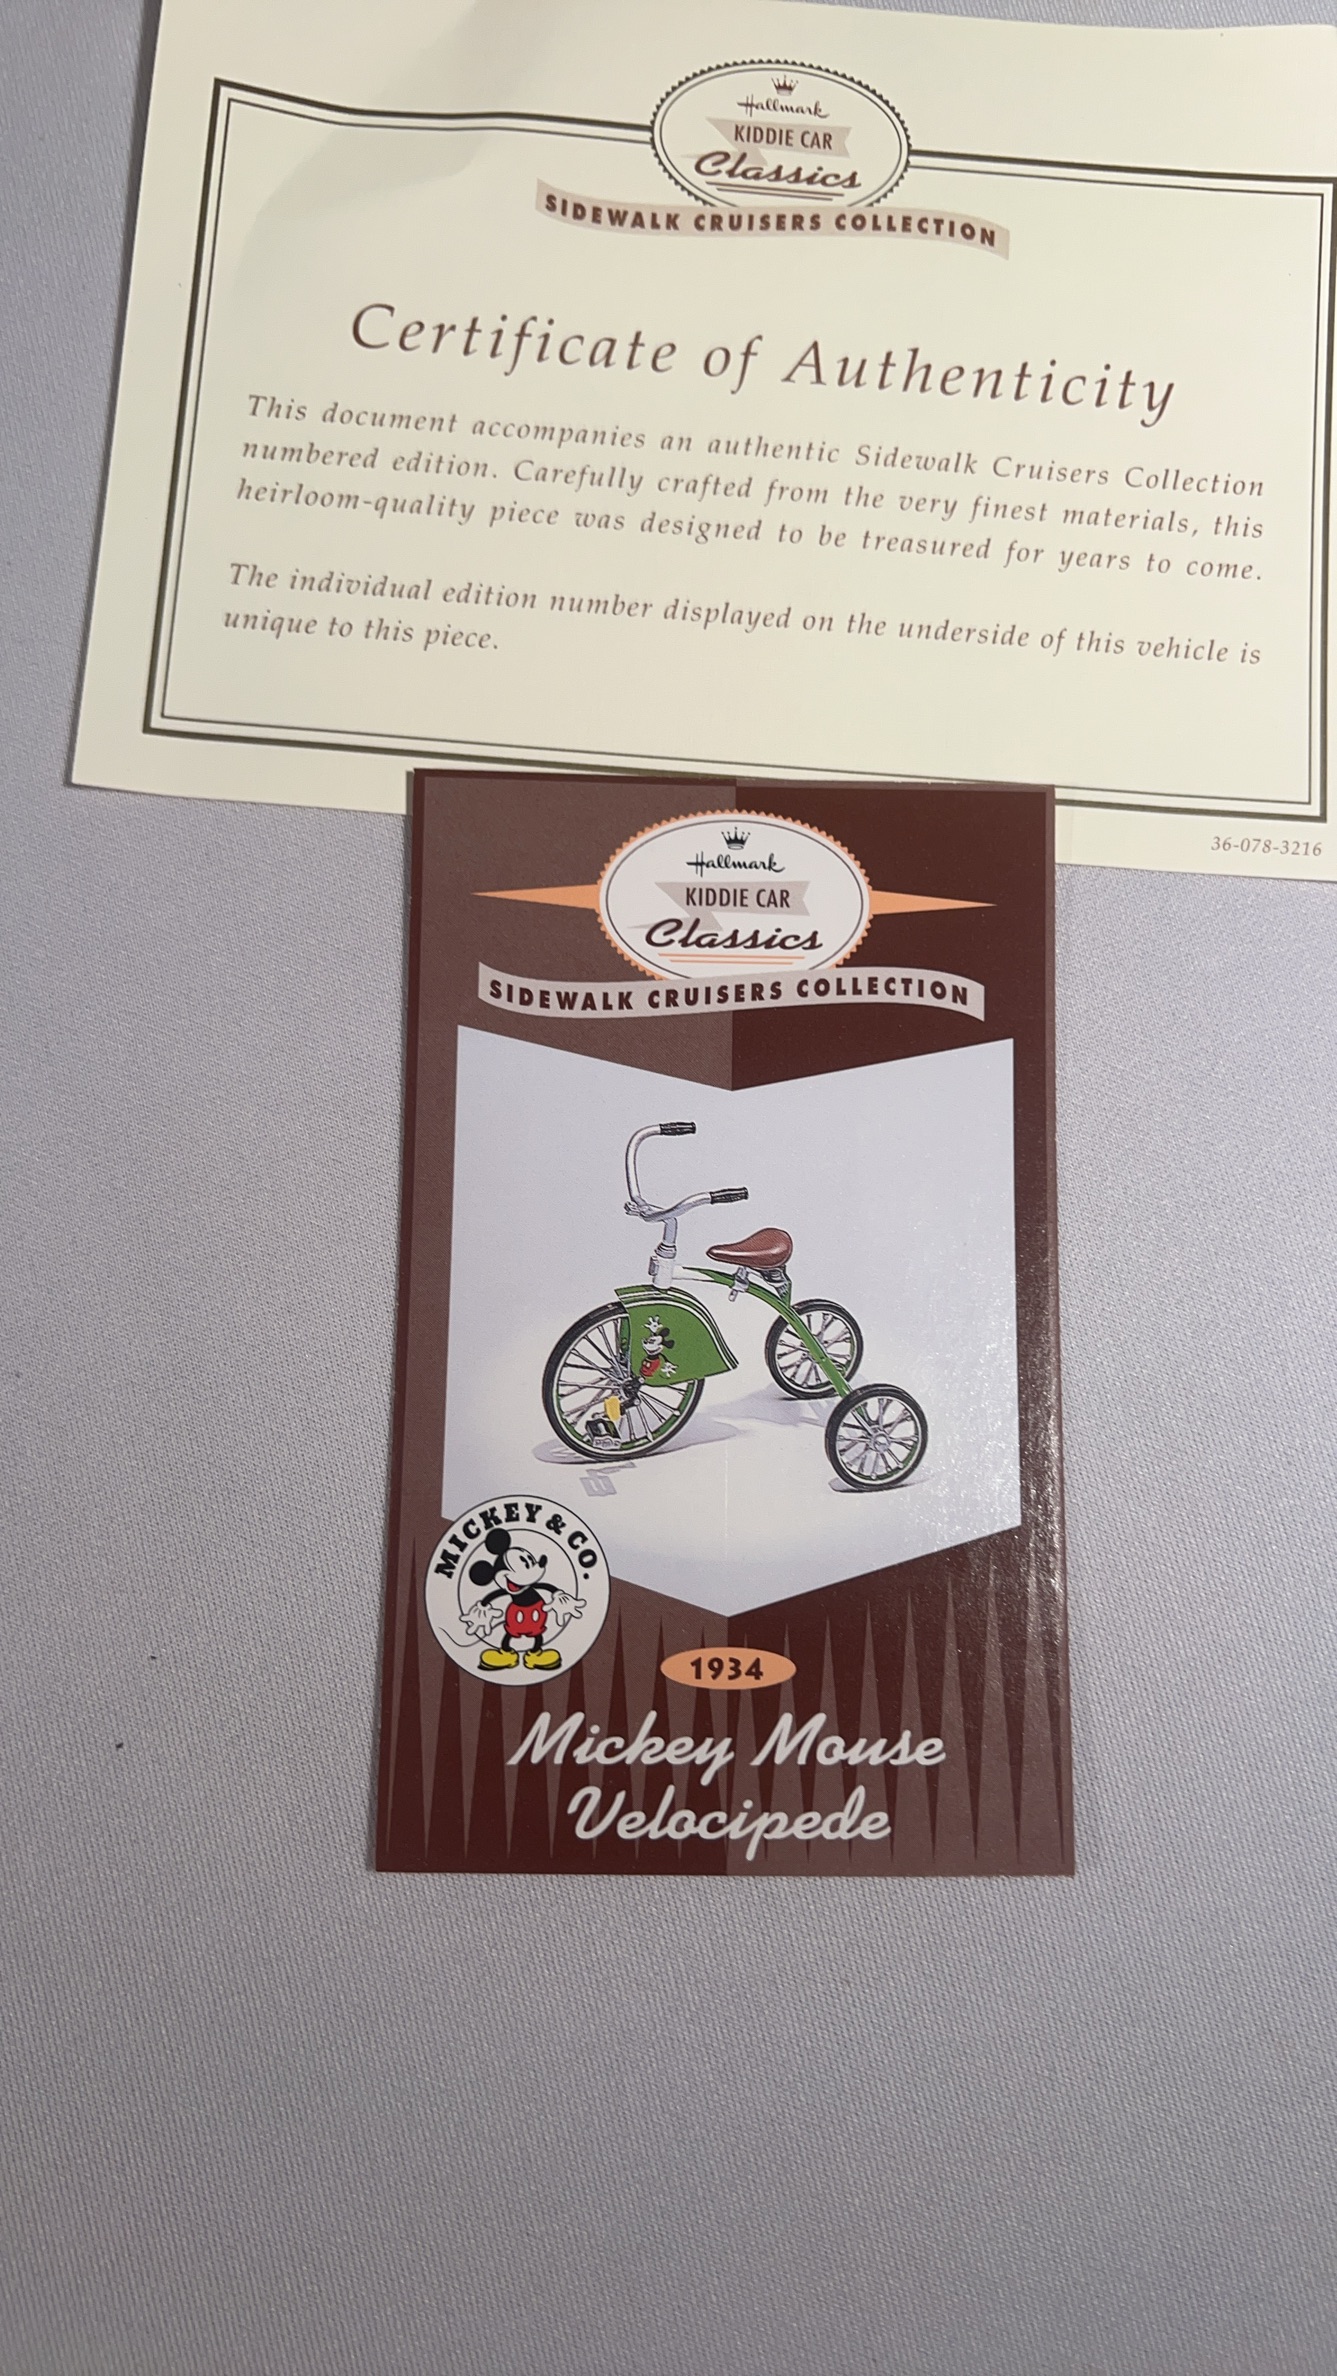 Hallmark
KIDDIE CAR
Classics
SIDEWALK CRUISERS COLLECTION
Certificate of Authenticity
This document accompanies an authentic Sidewalk Cruisers Collection
numbered edition. Carefully crafted from the very finest materials, this
heirloom-quality piece was designed to be treasured for years to come.
The individual edition number displayed on the underside of this vehicle is
unique to this piece.
36-078-3216
Hallmark
KIDDIE CAR
Classics
SIDEWALK CRUISERS COLLECTION
MICKEY & CO.
1934
Mickey Mouse
Velocipede